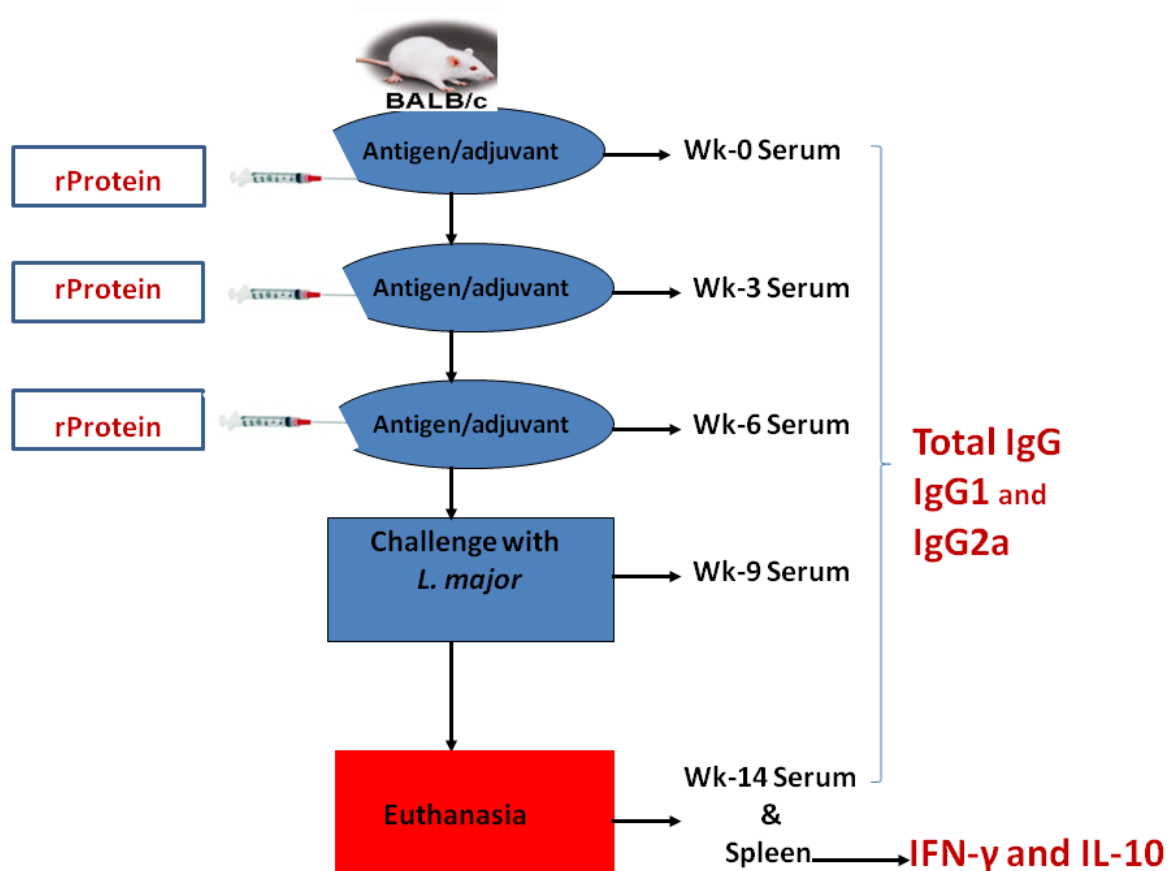 BALB/c
rProtein
Antigen/adjuvant
Wk-0 Serum
rProtein
Antigen/adjuvant
Wk-3 Serum
rProtein
Antigen/adjuvant
Wk-6 Serum
Total IgG
IgG1 and
IgG2a
Challenge with
L. major
Wk-9 Serum
Euthanasia
Wk-14 Serum
&
Spleen
IFN-γ and IL-10